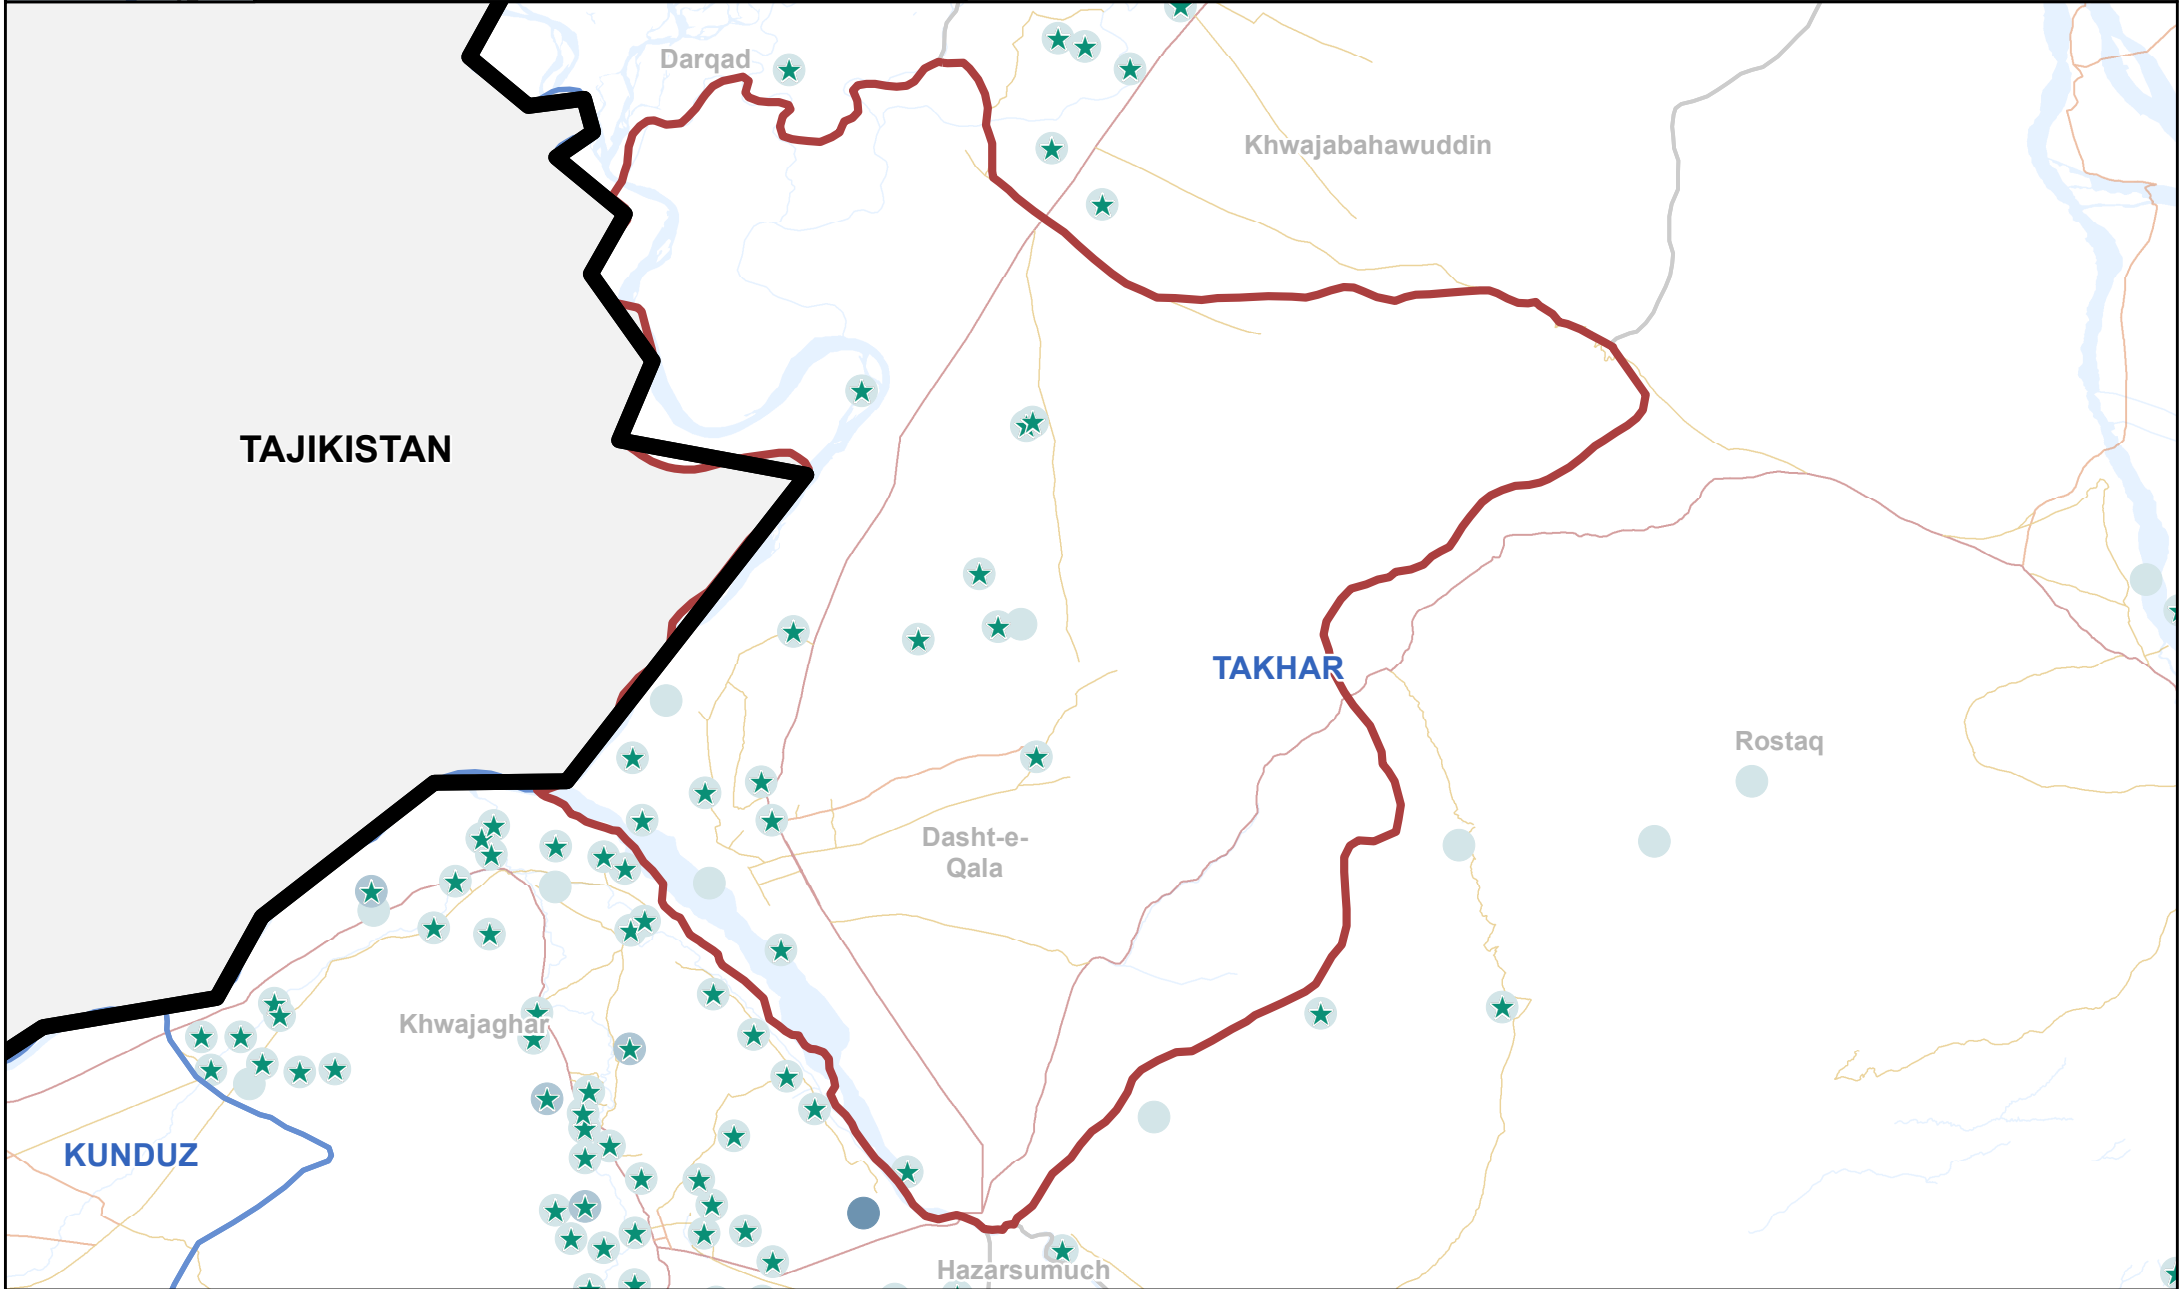 Darqad
Khwajabahawuddin
TAJIKISTAN
TAKHAR
Rostaq
Dasht-e-
Qala
Khwajaghar
KUNDUZ
Hazarsumuch